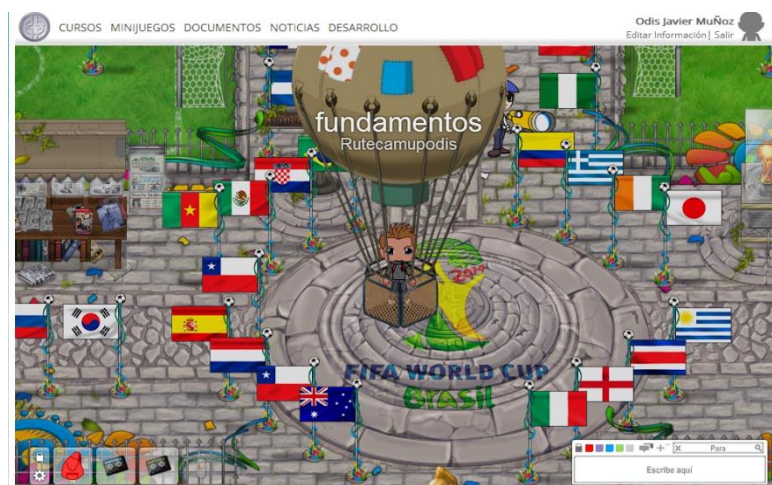 CURSOS MINIJUEGOS DOCUMENTOS NOTICIAS DESARROLLO
Odis Javier MuÑoz
Editar Información| Salir
fundamentos
Rutecamupodis
2014
FIFA WORLD CUP
BRASIL
X Para
Escribe aquí